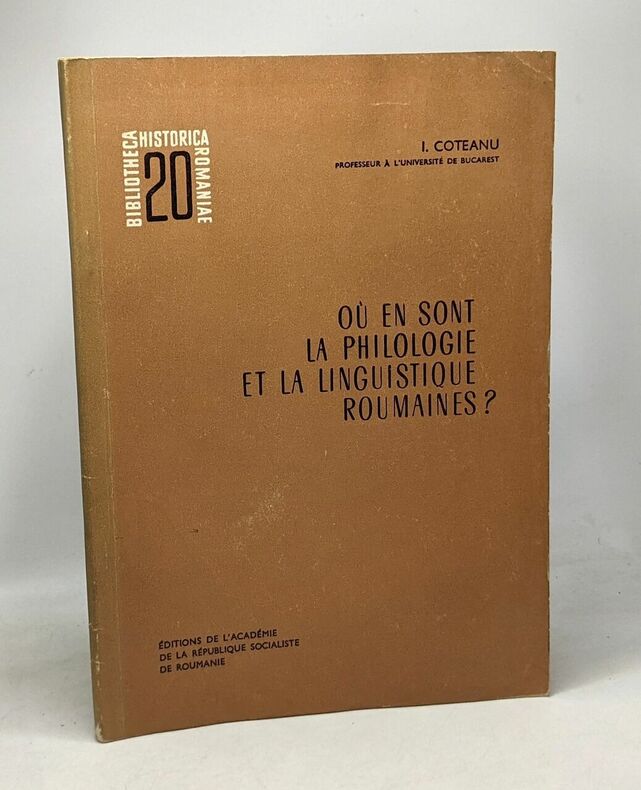 BIBLIOTHECA
HISTORICA
ROMANIAE
20
I. COTEANU
PROFESSEUR À L'UNIVERSITÉ DE BUCAREST
OÙ EN SONT
LA PHILOLOGIE
ET LA LINGUISTIQUE
ROUMAINES?
ÉDITIONS DE L'ACADÉMIE
DE LA RÉPUBLIQUE SOCIALISTE
DE ROUMANIE